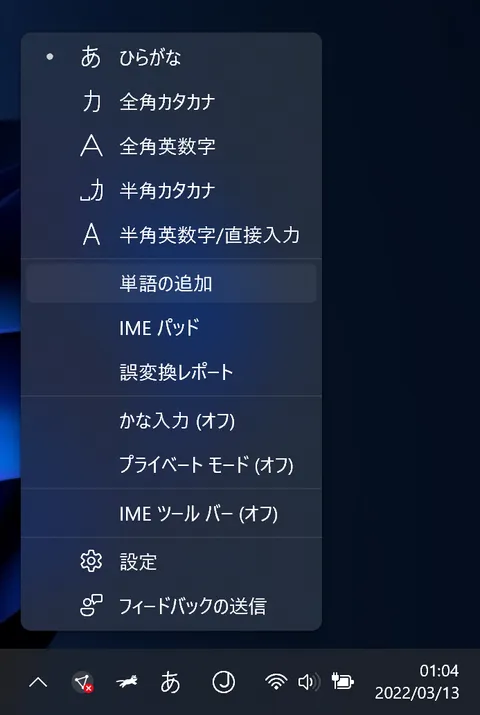 あ ひらがな
カ 全角カタカナ
A 全角英数字
_カ 半角カタカナ
A 半角英数字/直接入力
単語の追加
IME パッド
誤変換レポート
かな入力 (オフ)
プライベート モード (オフ)
IME ツール バー (オフ)
設定
フィードバックの送信
あ J 01:04
2022/03/13